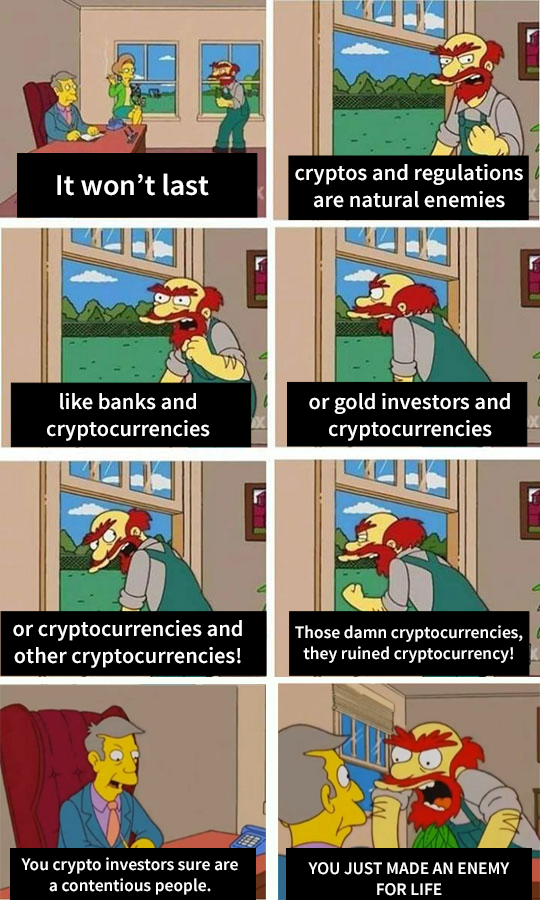 It won't last
cryptos and regulations
are natural enemies
like banks and
cryptocurrencies
or gold investors and
cryptocurrencies
or cryptocurrencies and
other cryptocurrencies!
Those damn cryptocurrencies,
they ruined cryptocurrency!
You crypto investors sure are
a contentious people.
YOU JUST MADE AN ENEMY
FOR LIFE